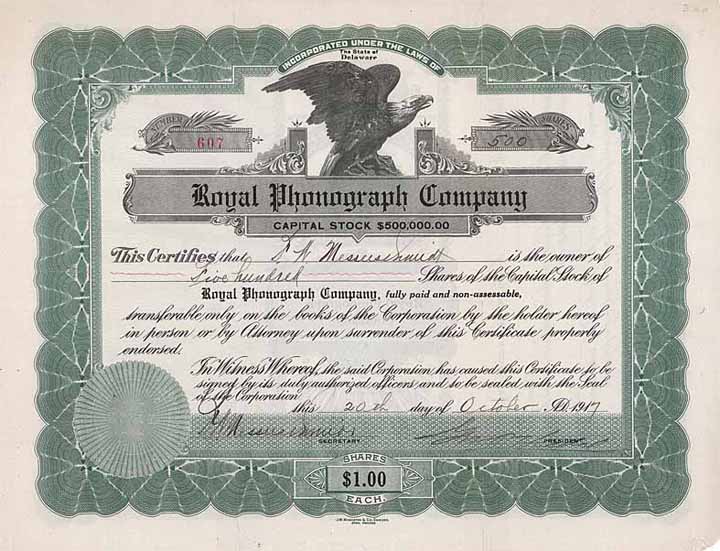 INCORPORATED UNDER THE LAWS OF
The State of
Delaware
NUMBER
607
SHARES
500
Royal Phonograph Company
CAPITAL STOCK $500,000.00
This Certifies that W Messerschmidt is the owner of
Five hundred Shares of the Capital Stock of
Royal Phonograph Company, fully paid and non-assessable,
transferable only on the books of the Corporation by the holder hereof
in person or by Attorney upon surrender of this Certificate properly
endorsed.
In Witness Whereof, the said Corporation has caused this Certificate to be
signed by its duly authorized officers and to be sealed with the Seal
of the Corporation
this 20th day of October A.D. 1917
Messerschmidt
SECRETARY
PRESIDENT
SHARES
$1.00
EACH